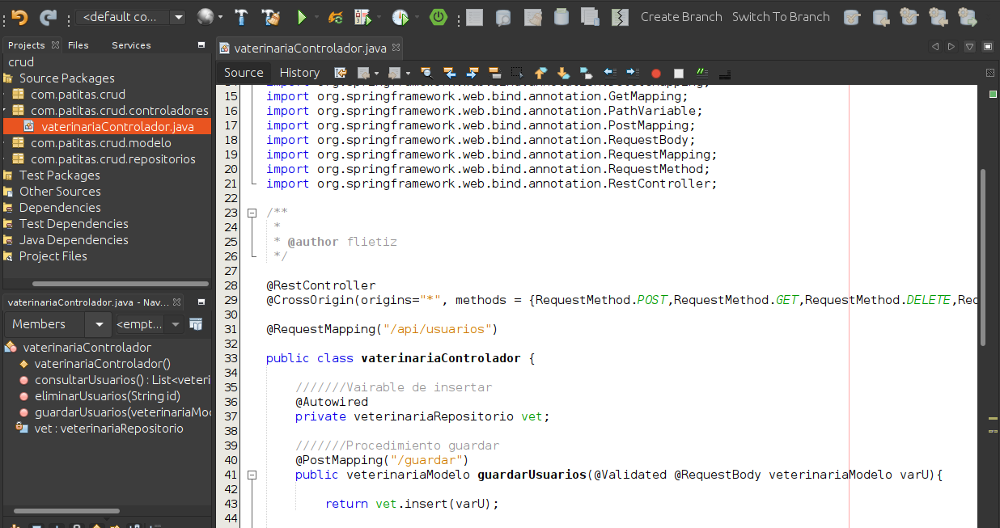 <default co...
Create Branch Switch To Branch
Projects Files Services
vaterinariaControlador.java
Source History
crud
Source Packages
com.patitas.crud
com.patitas.crud.controladores
vaterinariaControlador.java
com.patitas.crud.modelo
com.patitas.crud.repositorios
Test Packages
Other Sources
Dependencies
Test Dependencies
Java Dependencies
Project Files
vaterinariaControlador.java - Nav...
Members <empt...
vaterinariaControlador
vaterinariaControlador()
consultarUsuarios() : List<veteri
eliminarUsuarios(String id)
guardarUsuarios(veterinariaMo
vet : veterinariaRepositorio
15 import org.springframework.web.bind.annotation.GetMapping;
16 import org.springframework.web.bind.annotation.PathVariable;
17 import org.springframework.web.bind.annotation.PostMapping;
18 import org.springframework.web.bind.annotation.RequestBody;
19 import org.springframework.web.bind.annotation.RequestMapping;
20 import org.springframework.web.bind.annotation.RequestMethod;
21 import org.springframework.web.bind.annotation.RestController;
22
23 /**
24 *
25 * @author flietiz
26 */
27
28 @RestController
29 @CrossOrigin(origins="*", methods = {RequestMethod.POST,RequestMethod.GET,RequestMethod.DELETE,Req
30
31 @RequestMapping("/api/usuarios")
32
33 public class vaterinariaControlador {
34
35 ///////Vairable de insertar
36 @Autowired
37 private veterinariaRepositorio vet;
38
39 ///////Procedimiento guardar
40 @PostMapping("/guardar")
41 public veterinariaModelo guardarUsuarios(@Validated @RequestBody veterinariaModelo varU){
42
43 return vet.insert(varU);
44